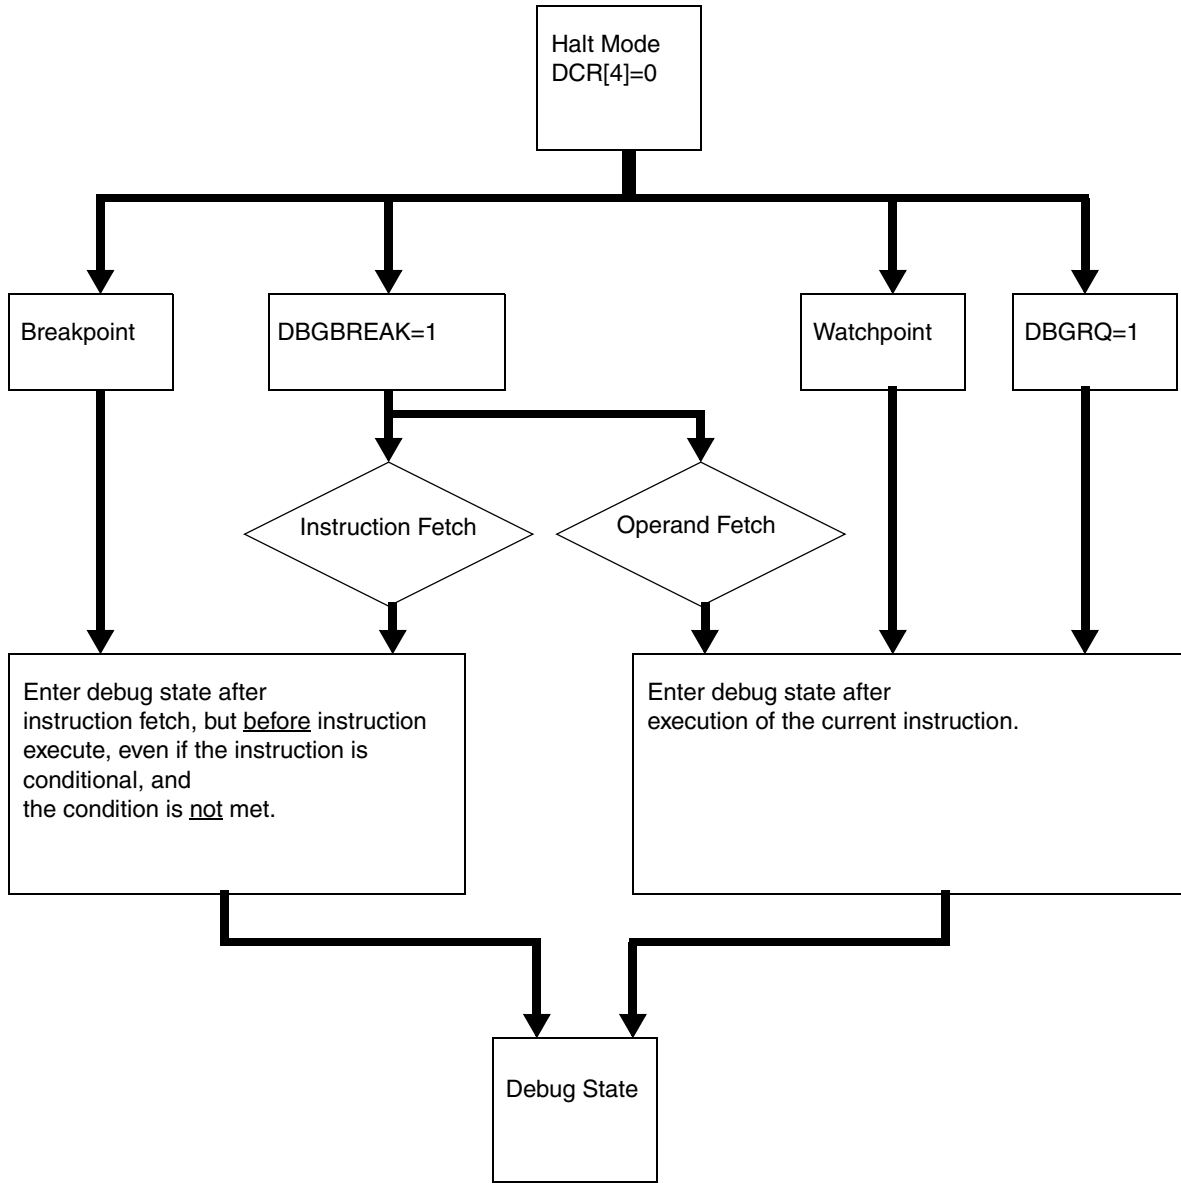 Halt Mode
DCR[4]=0
Breakpoint
DBGBREAK=1
Watchpoint
DBGRQ=1
Instruction Fetch
Operand Fetch
Enter debug state after
instruction fetch, but before instruction
execute, even if the instruction is
conditional, and
the condition is not met.
Enter debug state after
execution of the current instruction.
Debug State